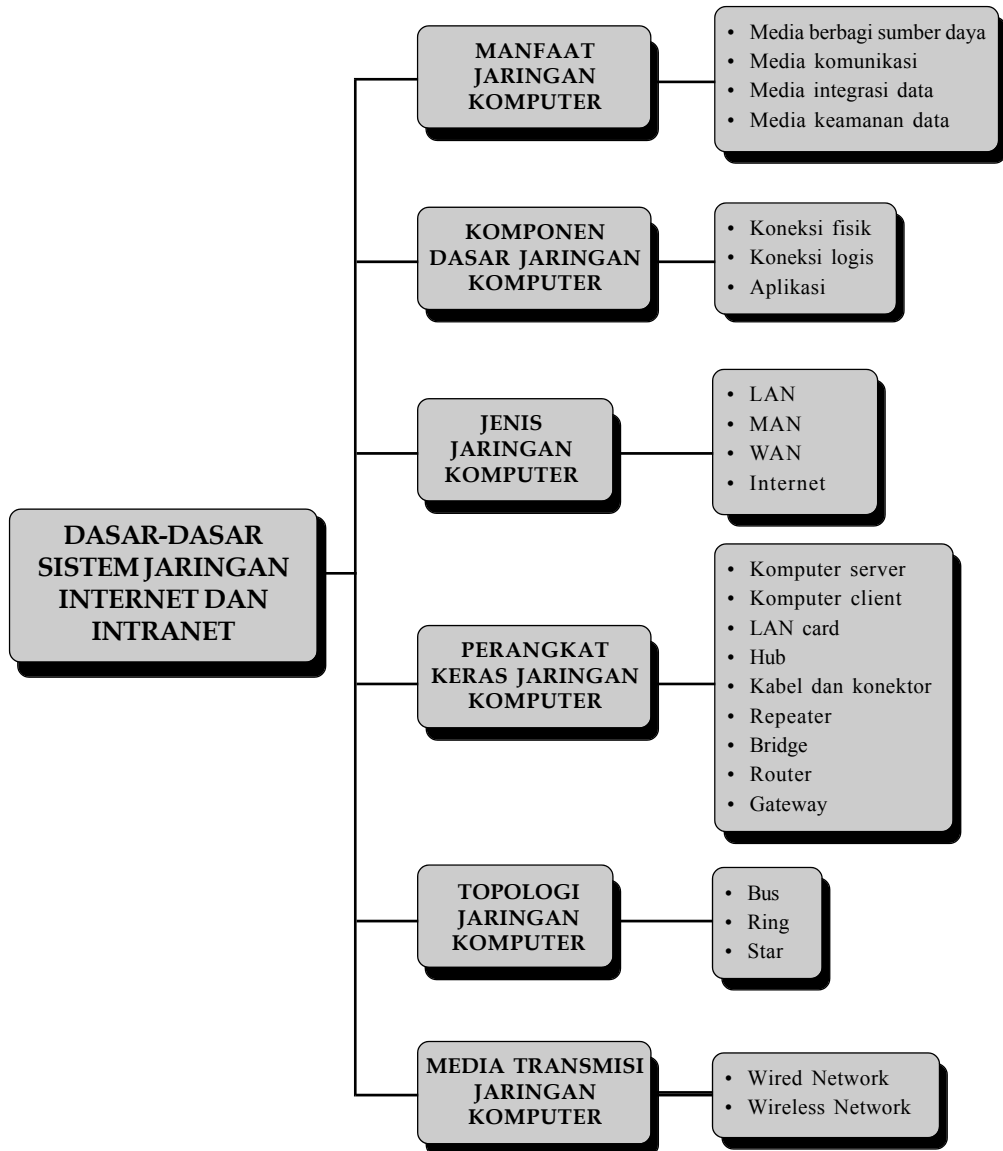 DASAR-DASAR
SISTEM JARINGAN
INTERNET DAN
INTRANET
MANFAAT
JARINGAN
KOMPUTER
• Media berbagi sumber daya
• Media komunikasi
• Media integrasi data
• Media keamanan data
KOMPONEN
DASAR JARINGAN
KOMPUTER
• Koneksi fisik
• Koneksi logis
• Aplikasi
JENIS
JARINGAN
KOMPUTER
• LAN
• MAN
• WAN
• Internet
PERANGKAT
KERAS JARINGAN
KOMPUTER
• Komputer server
• Komputer client
• LAN card
• Hub
• Kabel dan konektor
• Repeater
• Bridge
• Router
• Gateway
TOPOLOGI
JARINGAN
KOMPUTER
• Bus
• Ring
• Star
MEDIA TRANSMISI
JARINGAN
KOMPUTER
• Wired Network
• Wireless Network